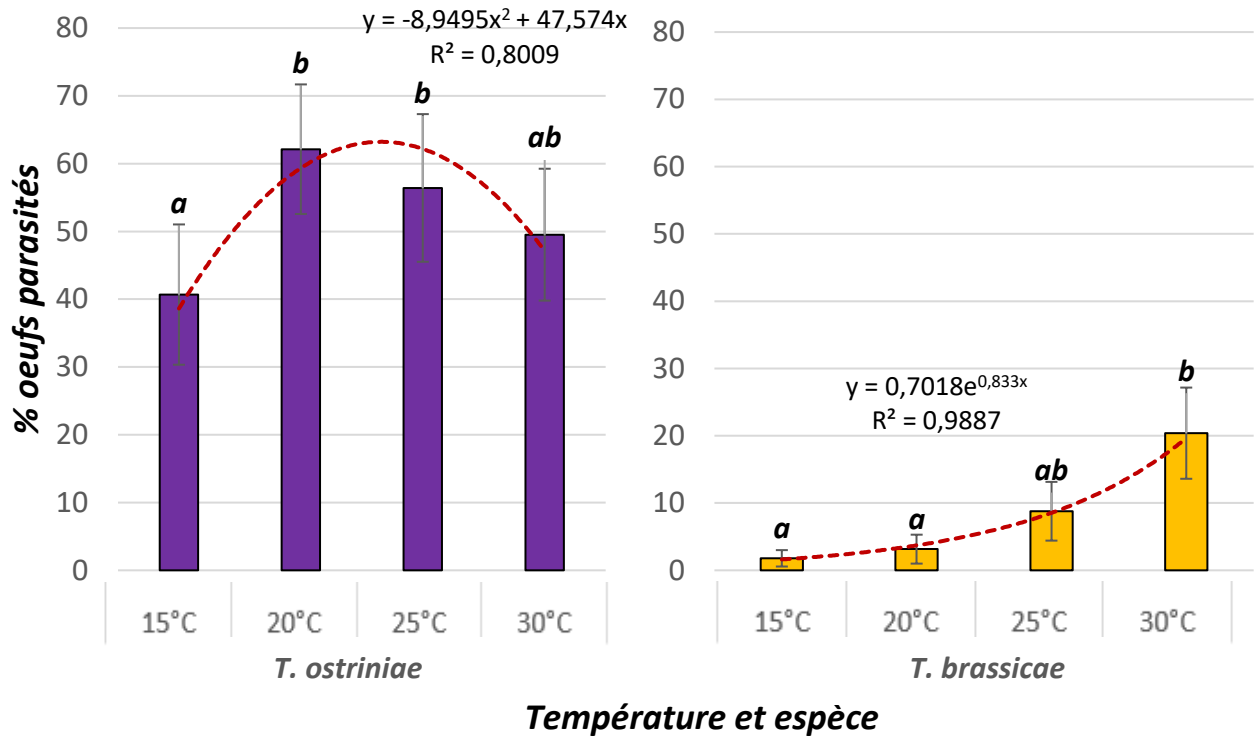 % oeufs parasités
80
70
60
50
40
30
20
10
0
y = -8,9495x² + 47,574x
R² = 0,8009
a
b
b
ab
15°C 20°C 25°C 30°C
T. ostriniae
80
70
60
50
40
30
20
10
0
y = 0,7018e^0,833x
R² = 0,9887
a
a
ab
b
15°C 20°C 25°C 30°C
T. brassicae
Température et espèce